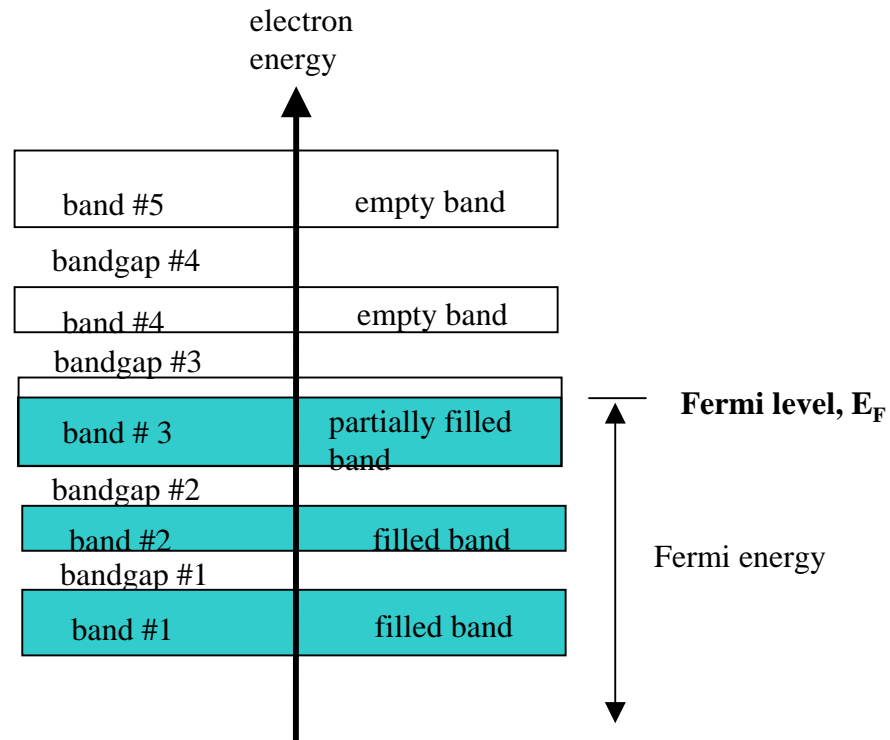 electron
energy
band #5
empty band
bandgap #4
band #4
empty band
bandgap #3
Fermi level, EF
band # 3
partially filled
band
bandgap #2
band #2
filled band
Fermi energy
bandgap #1
band #1
filled band